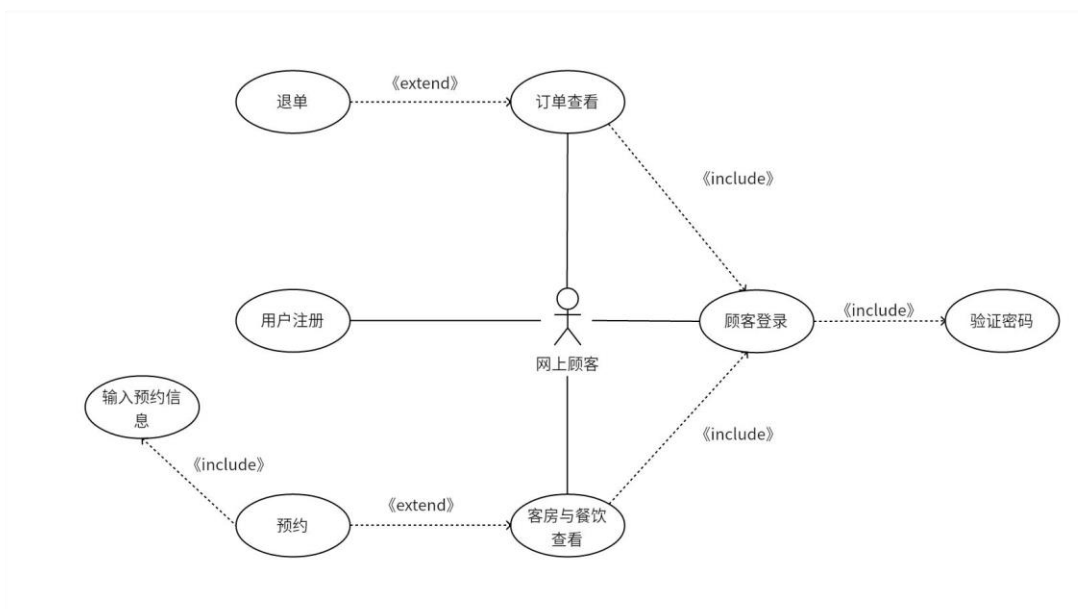 退单
《extend》
订单查看
《include》
用户注册
网上顾客
顾客登录
《include》
验证密码
输入预约信
息
《include》
《include》
预约
《extend》
客房与餐饮
查看